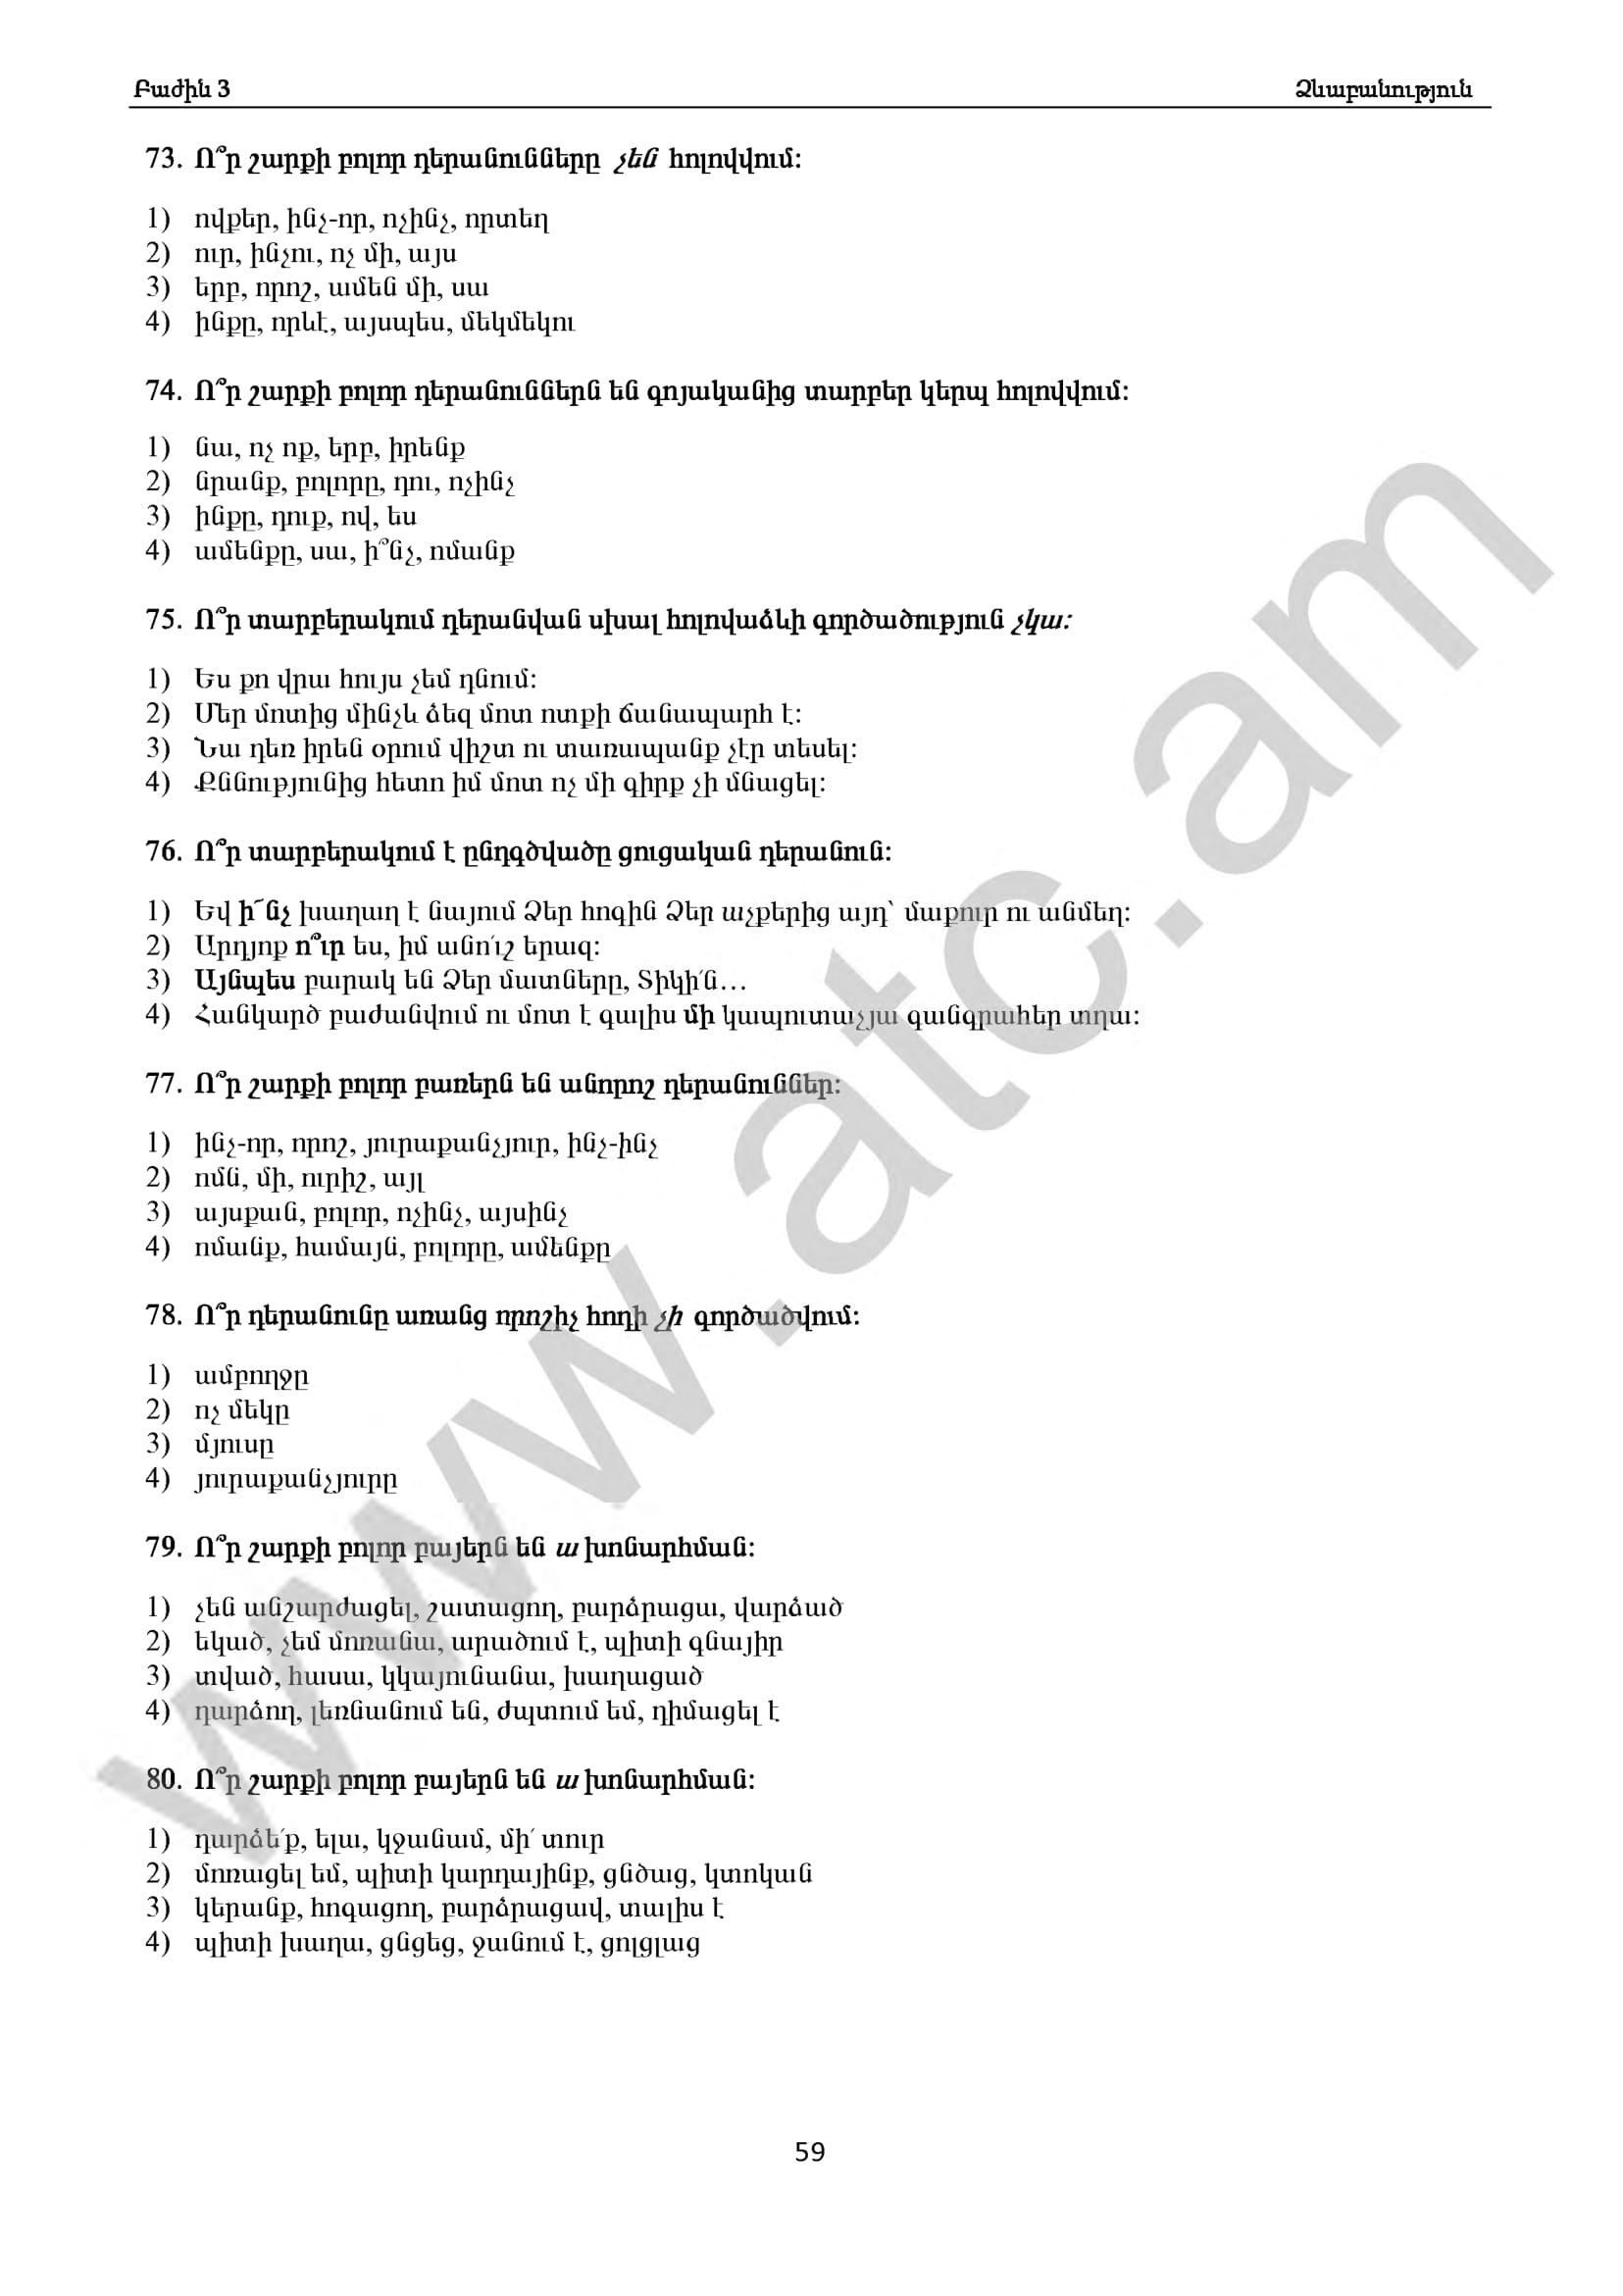 Բաժին 3 Ձևաբանություն
73. Ո՞ր շարքի բոլոր դերանունները չեն հոլովվում:
1) ովքեր, ինչ-որ, ոչինչ, որտեղ
2) ուր, ինչու, ոչ մի, այս
3) երբ, որոշ, ամեն մի, սա
4) ինքը, որևէ, այսպես, մեկմեկու
74. Ո՞ր շարքի բոլոր դերանուններն են գոյականից տարբեր կերպ հոլովվում:
1) նա, ոչ ոք, երբ, իրենք
2) նրանք, բոլորը, դու, ոչինչ
3) ինքը, դուք, ով, ես
4) ամենքը, սա, ի՞նչ, ոմանք
75. Ո՞ր տարբերակում դերանվան սխալ հոլովաձևի գործածություն չկա:
1) Ես քո վրա հույս չեմ դնում:
2) Մեր մոտից մինչև ձեզ մոտ ոտքի ճանապարհ է:
3) Նա դեռ իրեն օրում վիշտ ու տառապանք չէր տեսել:
4) Քննությունից հետո իմ մոտ ոչ մի գիրք չի մնացել:
76. Ո՞ր տարբերակում է ընդգծվածը ցուցական դերանուն:
1) Եվ ի՜նչ խաղաղ է նայում Ձեր հոգին Ձեր աչքերից այդ՝ մաքուր ու անմեղ:
2) Արդյոք ո՞ւր ես, իմ անո՛ւշ երազ:
3) Այնպես բարակ են Ձեր մատները, Տիկի՛ն…
4) Հանկարծ բաժանվում ու մոտ է գալիս մի կապուտաչյա գանգրահեր տղա:
77. Ո՞ր շարքի բոլոր բառերն են անորոշ դերանուններ:
1) ինչ-որ, որոշ, յուրաքանչյուր, ինչ-ինչ
2) ոմն, մի, ուրիշ, այլ
3) այսքան, բոլոր, ոչինչ, այսինչ
4) ոմանք, համայն, բոլորը, ամենքը
78. Ո՞ր դերանունը առանց որոշիչ հոդի չի գործածվում:
1) ամբողջը
2) ոչ մեկը
3) մյուսը
4) յուրաքանչյուրը
79. Ո՞ր շարքի բոլոր բայերն են ա խոնարհման:
1) չեն անշարժացել, շատացող, բարձրացա, վարձած
2) եկած, չեմ մոռանա, արածում է, պիտի գնայիր
3) տված, հասա, կկայունանա, խաղացած
4) դարձող, լեռնանում են, ժպտում եմ, դիմացել է
80. Ո՞ր շարքի բոլոր բայերն են ա խոնարհման:
1) դարձե՛ք, ելա, կջանամ, մի՛ տուր
2) մոռացել եմ, պիտի կարդայինք, ցնծաց, կտոկան
3) կերանք, հոգացող, բարձրացավ, տալիս է
4) պիտի խաղա, ցնցեց, ջանում է, ցոլցլաց
www.atc.am
59